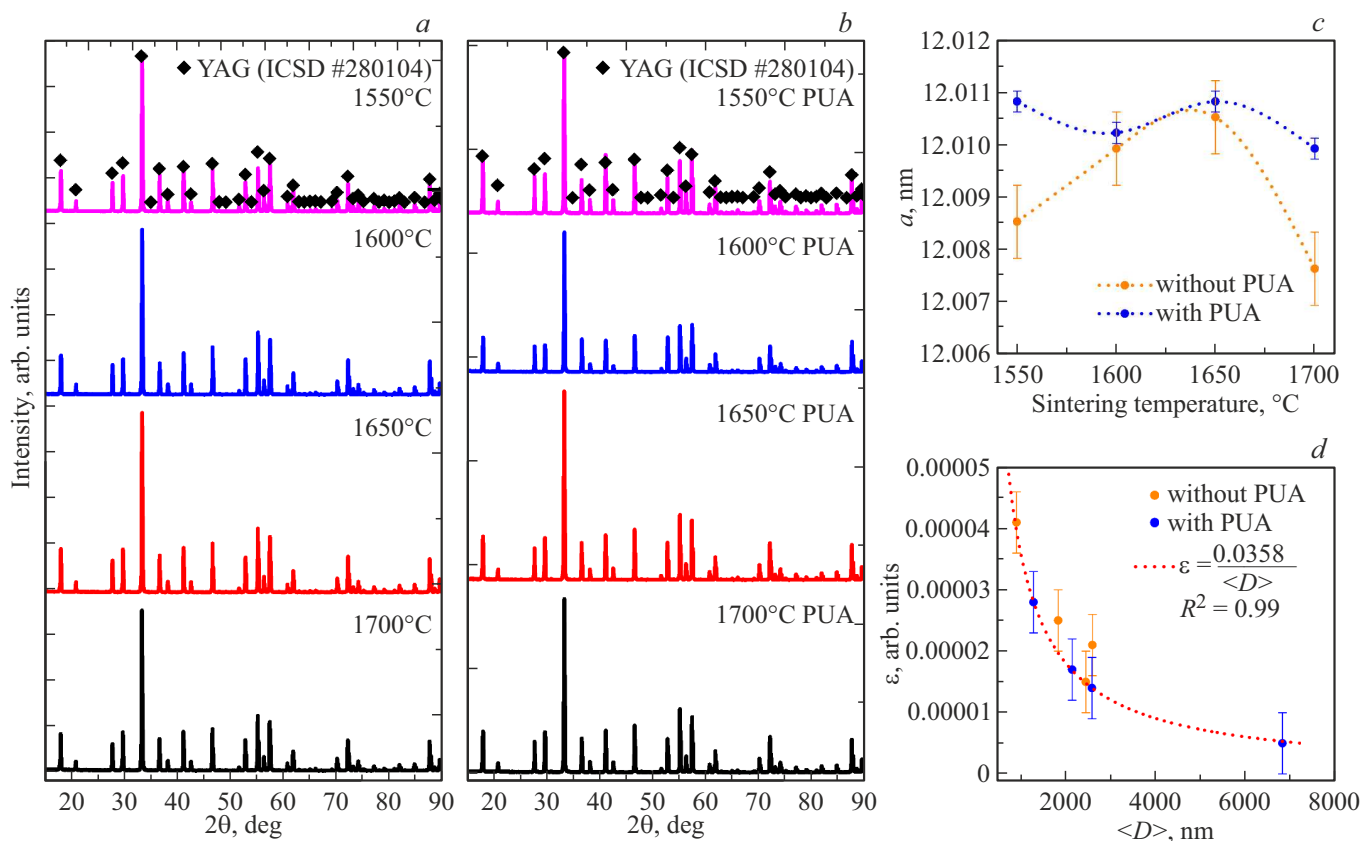 a
◆ YAG (ICSD #280104)
1550°C
1600°C
1650°C
1700°C
Intensity, arb. units
20 30 40 50 60 70 80 90
2θ, deg
b
◆ YAG (ICSD #280104)
1550°C PUA
1600°C PUA
1650°C PUA
1700°C PUA
20 30 40 50 60 70 80 90
2θ, deg
c
12.012
12.011
12.010
12.009
12.008
12.007
12.006
a, nm
without PUA
with PUA
1550 1600 1650 1700
Sintering temperature, °C
d
0.00005
0.00004
0.00003
0.00002
0.00001
0
ε, arb. units
without PUA
with PUA
ε = 0.0358 / <D>
R² = 0.99
2000 4000 6000 8000
<D>, nm